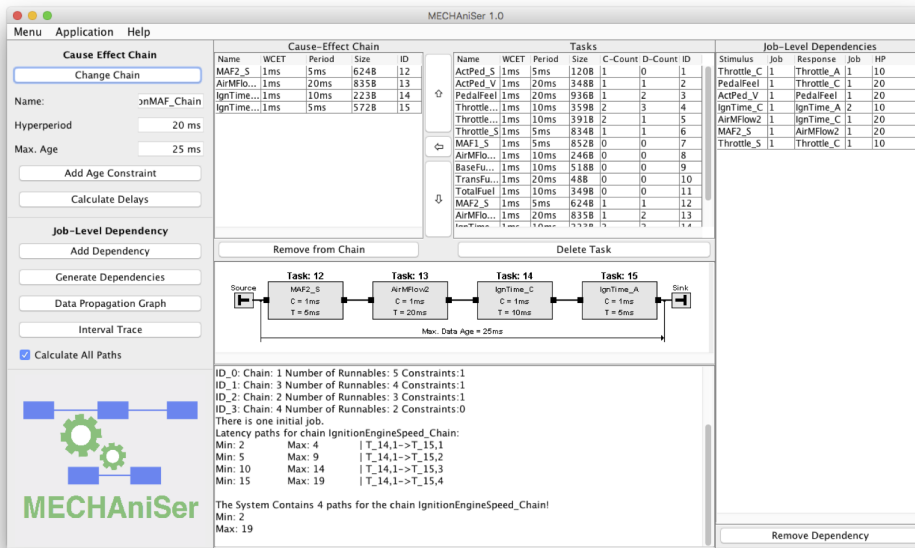 MECHAniSer 1.0
Menu Application Help
Cause Effect Chain
Change Chain
Name: onMAF_Chain
Hyperperiod 20 ms
Max. Age 25 ms
Add Age Constraint
Calculate Delays
Job-Level Dependency
Add Dependency
Generate Dependencies
Data Propagation Graph
Interval Trace
Calculate All Paths
MECHAniSer
Cause-Effect Chain
Name WCET Period Size ID
MAF2_S 1ms 5ms 624B 12
AirMFlo... 1ms 20ms 835B 13
IgnTime... 1ms 10ms 223B 14
IgnTime... 1ms 5ms 572B 15
Remove from Chain
Tasks
Name WCET Period Size C-Count D-Count ID
ActPed_S 1ms 5ms 120B 1 0 1
ActPed_V 1ms 20ms 348B 1 1 2
PedalFeel 1ms 20ms 936B 1 2 3
Throttle... 1ms 10ms 359B 2 3 4
Throttle... 1ms 10ms 391B 2 1 5
Throttle_S 1ms 5ms 834B 1 1 6
MAF1_S 1ms 5ms 852B 0 0 7
AirMFlo... 1ms 10ms 246B 0 0 8
BaseFu... 1ms 10ms 518B 0 0 9
TransFu... 1ms 20ms 48B 0 0 10
TotalFuel 1ms 10ms 349B 0 0 11
MAF2_S 1ms 5ms 624B 1 1 12
AirMFlo... 1ms 20ms 835B 1 2 13
IgnTime... 1ms 10ms 223B 2 2 14
Delete Task
Job-Level Dependencies
Stimulus Job Response Job HP
Throttle_C 1 Throttle_A 1 10
PedalFeel 1 Throttle_C 1 20
ActPed_V 1 PedalFeel 1 20
IgnTime_C 1 IgnTime_A 2 10
AirMFlow2 1 IgnTime_C 1 20
MAF2_S 1 AirMFlow2 1 20
Throttle_S 1 Throttle_C 1 10
Remove Dependency
Task: 12 Task: 13 Task: 14 Task: 15
Source MAF2_S AirMFlow2 IgnTime_C IgnTime_A Sink
C = 1ms C = 1ms C = 1ms C = 1ms
T = 5ms T = 20ms T = 10ms T = 5ms
Max. Data Age = 25ms
ID_0: Chain: 1 Number of Runnables: 5 Constraints:1
ID_1: Chain: 3 Number of Runnables: 4 Constraints:1
ID_2: Chain: 2 Number of Runnables: 3 Constraints:1
ID_3: Chain: 4 Number of Runnables: 2 Constraints:0
There is one initial job.
Latency paths for chain IgnitionEngineSpeed_Chain:
Min: 2 Max: 4 | T_14,1->T_15,1
Min: 5 Max: 9 | T_14,1->T_15,2
Min: 10 Max: 14 | T_14,1->T_15,3
Min: 15 Max: 19 | T_14,1->T_15,4
The System Contains 4 paths for the chain IgnitionEngineSpeed_Chain!
Min: 2
Max: 19